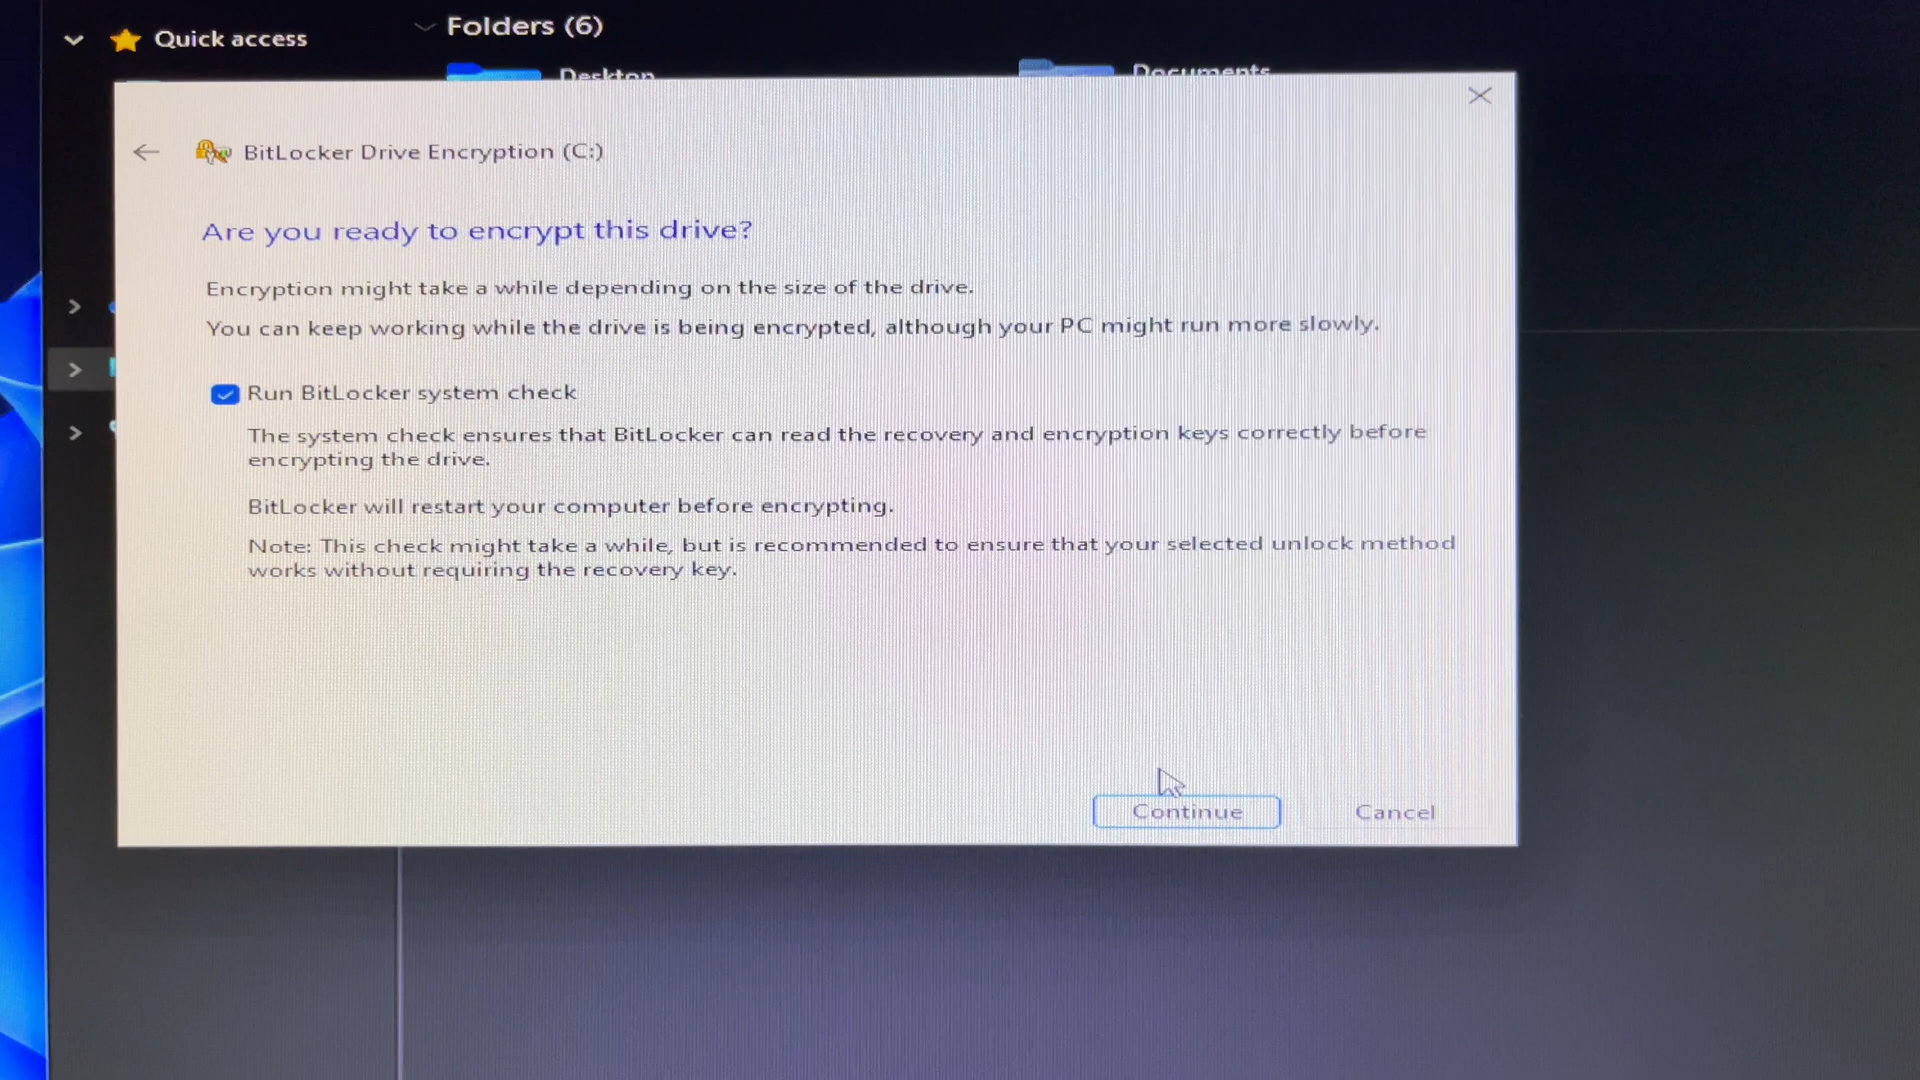 Quick access
Folders (6)
Desktop
Documents
BitLocker Drive Encryption (C:)
Are you ready to encrypt this drive?
Encryption might take a while depending on the size of the drive.
You can keep working while the drive is being encrypted, although your PC might run more slowly.
Run BitLocker system check
The system check ensures that BitLocker can read the recovery and encryption keys correctly before
encrypting the drive.
BitLocker will restart your computer before encrypting.
Note: This check might take a while, but is recommended to ensure that your selected unlock method
works without requiring the recovery key.
Continue
Cancel